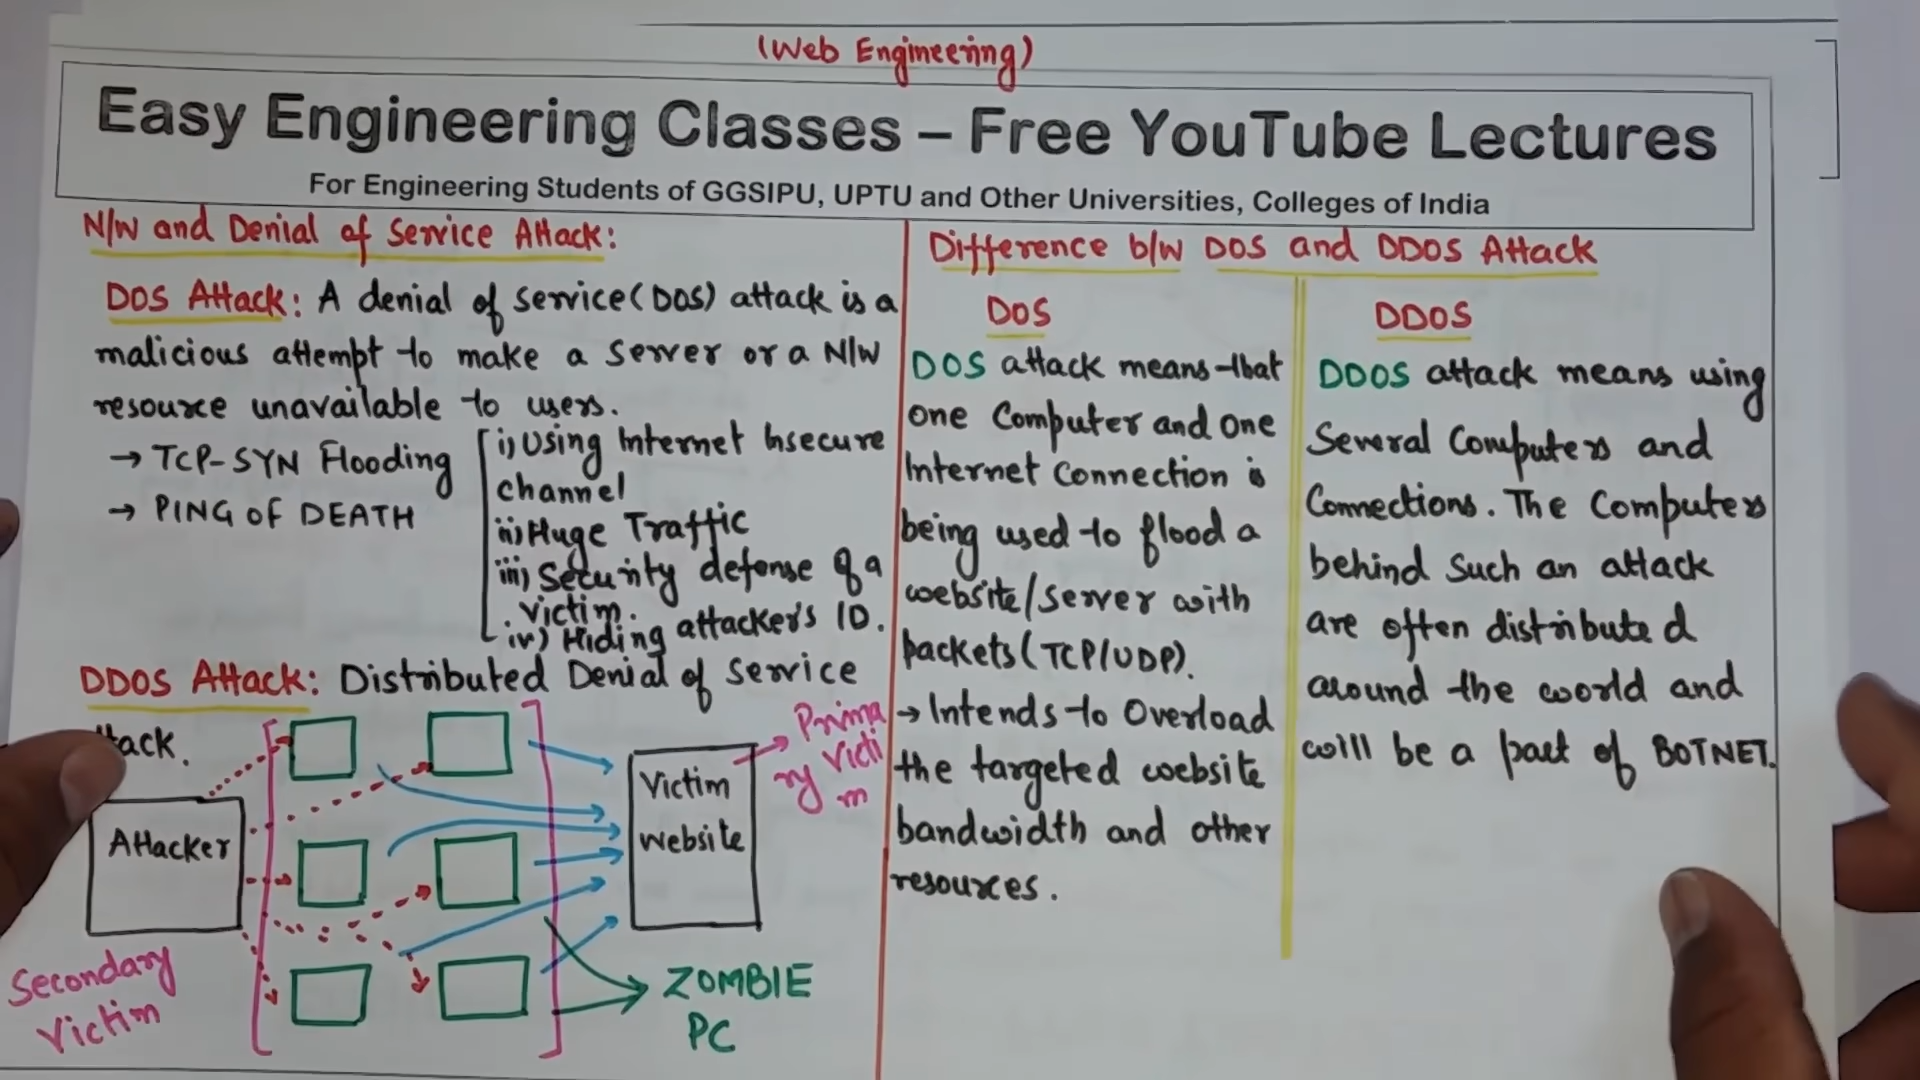 (Web Engineering)
Easy Engineering Classes – Free YouTube Lectures
For Engineering Students of GGSIPU, UPTU and Other Universities, Colleges of India
N/W and Denial of Service Attack:
DOS Attack: A denial of service(DOS) attack is a
malicious attempt to make a server or a N/W
resource unavailable to users.
→ TCP-SYN Flooding
→ PING OF DEATH
i) Using Internet Insecure
channel
ii) Huge Traffic
iii) Security defense of a
victim.
iv) Hiding attackers ID.
DDOS Attack: Distributed Denial of Service
tack.
Attacker
Secondary
Victim
Victim
Website
Prima
ry Victi
m
ZOMBIE
PC
Difference b/w DOS and DDOS Attack
DOS
DOS attack means that
one Computer and one
Internet Connection is
being used to flood a
website/server with
packets(TCP/UDP).
→ Intends to Overload
the targeted website
bandwidth and other
resources.
DDOS
DDOS attack means using
Several Computers and
Connections. The Computers
behind such an attack
are often distributed
around the world and
will be a part of BOTNET.